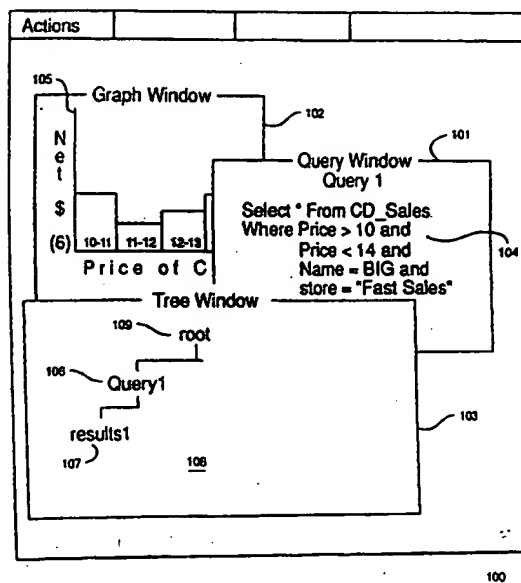 Actions
105
Graph Window
102
101
Net $
(6)
10-11 11-12 12-13
Price of C
Query Window
Query 1
Select * From CD_Sales
Where Price > 10 and
Price < 14 and
Name = BIG and
store = "Fast Sales"
104
Tree Window
109
root
106
Query1
results1
107
108
103
100